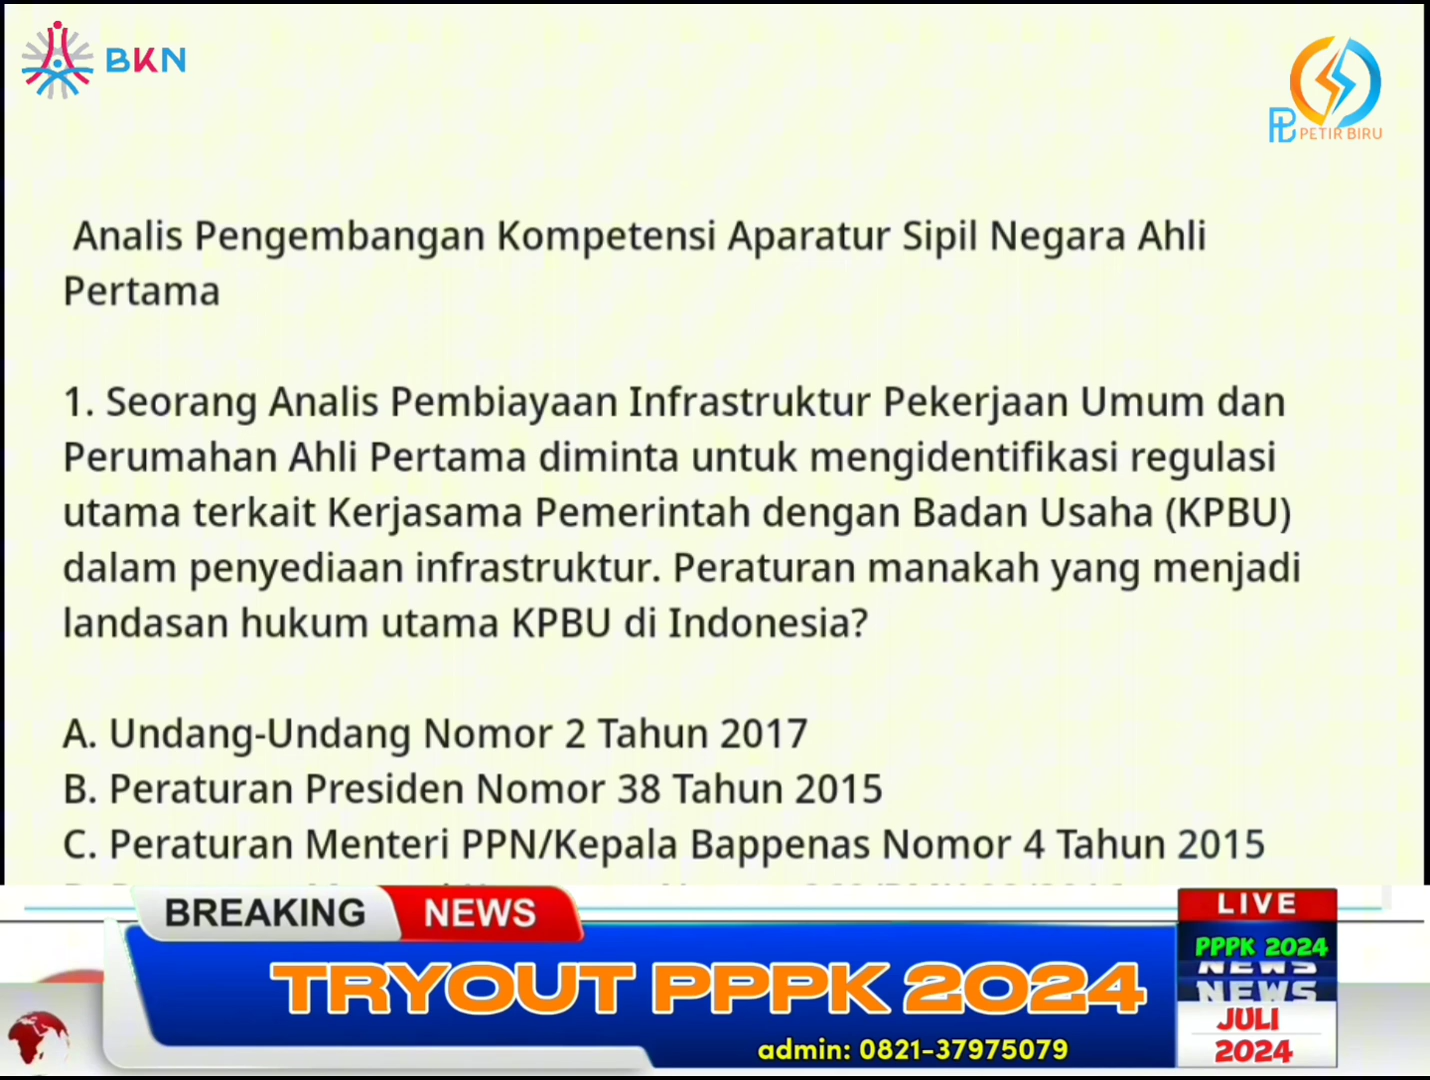 BKN
PETIR BIRU
Analis Pengembangan Kompetensi Aparatur Sipil Negara Ahli
Pertama
1. Seorang Analis Pembiayaan Infrastruktur Pekerjaan Umum dan
Perumahan Ahli Pertama diminta untuk mengidentifikasi regulasi
utama terkait Kerjasama Pemerintah dengan Badan Usaha (KPBU)
dalam penyediaan infrastruktur. Peraturan manakah yang menjadi
landasan hukum utama KPBU di Indonesia?
A. Undang-Undang Nomor 2 Tahun 2017
B. Peraturan Presiden Nomor 38 Tahun 2015
C. Peraturan Menteri PPN/Kepala Bappenas Nomor 4 Tahun 2015
BREAKING NEWS
TRYOUT PPPK 2024
admin: 0821-37975079
LIVE
PPPK 2024
NEWS
NEWS
JULI
2024